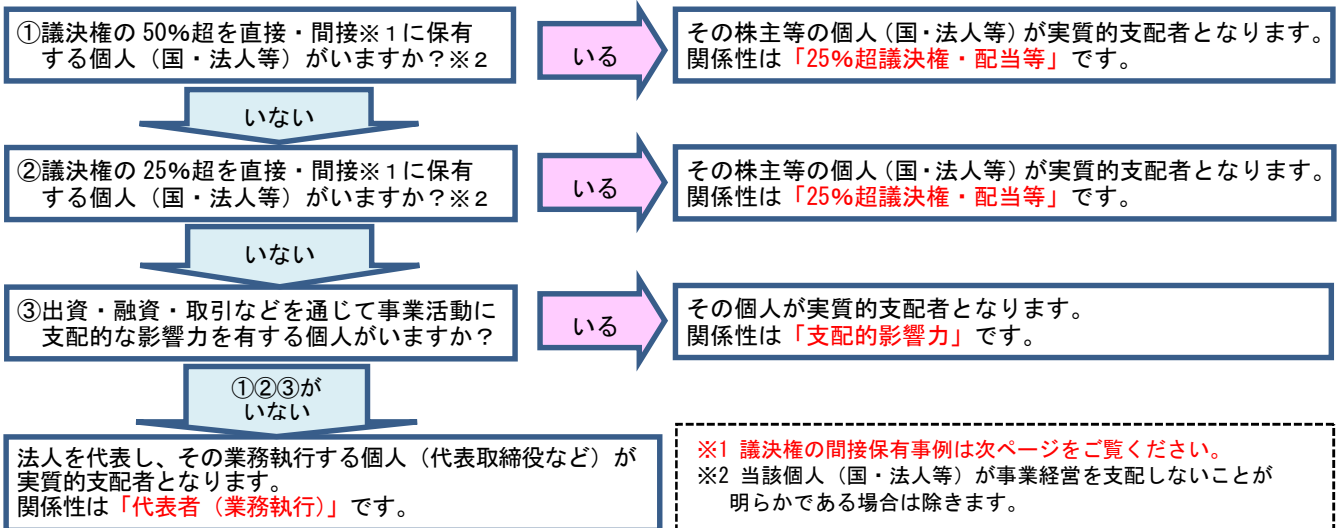 ①議決権の50％超を直接・間接※１に保有
する個人（国・法人等）がいますか？※２
いる
その株主等の個人（国・法人等）が実質的支配者となります。
関係性は「25％超議決権・配当等」です。
いない
②議決権の25％超を直接・間接※１に保有
する個人（国・法人等）がいますか？※２
いる
その株主等の個人（国・法人等）が実質的支配者となります。
関係性は「25％超議決権・配当等」です。
いない
③出資・融資・取引などを通じて事業活動に
支配的な影響力を有する個人がいますか？
いる
その個人が実質的支配者となります。
関係性は「支配的影響力」です。
①②③が
いない
法人を代表し、その業務執行する個人（代表取締役など）が
実質的支配者となります。
関係性は「代表者（業務執行）」です。
※1 議決権の間接保有事例は次ページをご覧ください。
※2 当該個人（国・法人等）が事業経営を支配しないことが
明らかである場合は除きます。